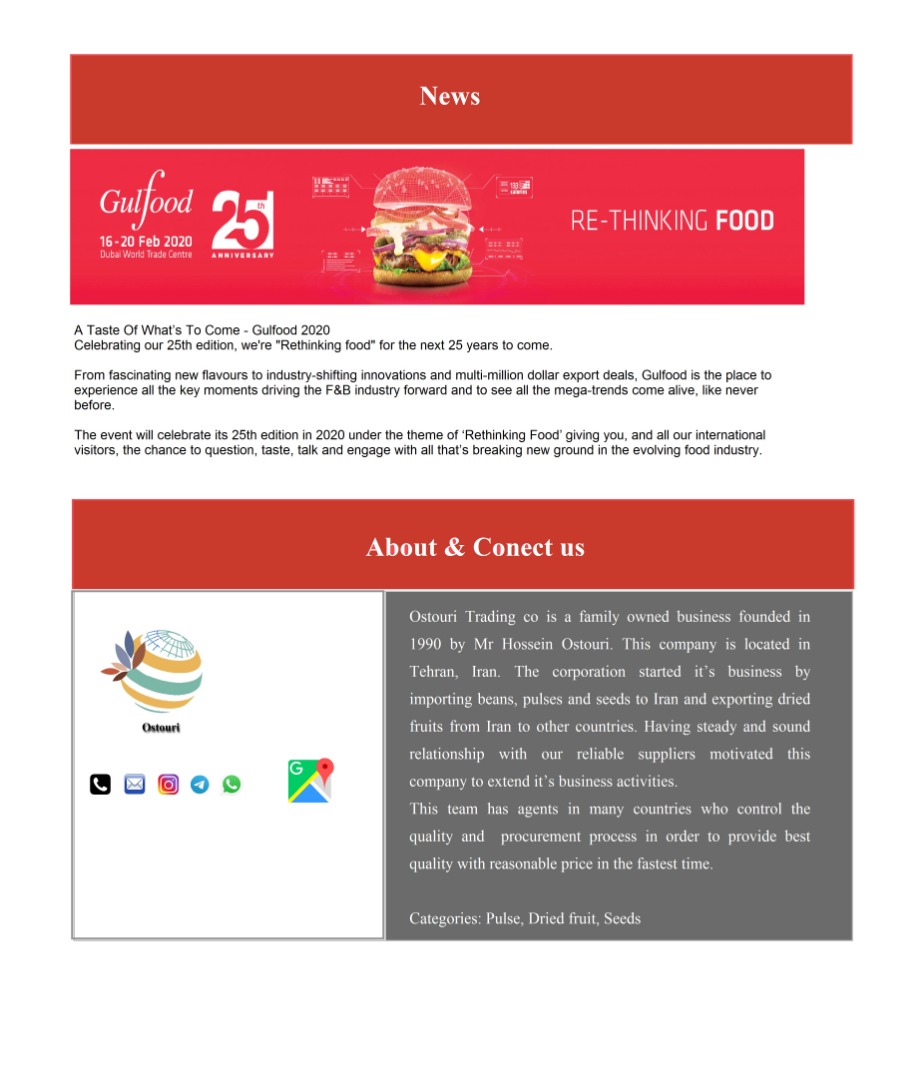 News
Gulfood
25th
ANNIVERSARY
16-20 Feb 2020
Dubai World Trade Centre
133
calories
RE-THINKING FOOD
A Taste Of What’s To Come - Gulfood 2020
Celebrating our 25th edition, we're "Rethinking food" for the next 25 years to come.
From fascinating new flavours to industry-shifting innovations and multi-million dollar export deals, Gulfood is the place to
experience all the key moments driving the F&B industry forward and to see all the mega-trends come alive, like never
before.
The event will celebrate its 25th edition in 2020 under the theme of ‘Rethinking Food’ giving you, and all our international
visitors, the chance to question, taste, talk and engage with all that’s breaking new ground in the evolving food industry.
About & Conect us
Ostouri
G
Ostouri Trading co is a family owned business founded in
1990 by Mr Hossein Ostouri. This company is located in
Tehran, Iran. The corporation started it’s business by
importing beans, pulses and seeds to Iran and exporting dried
fruits from Iran to other countries. Having steady and sound
relationship with our reliable suppliers motivated this
company to extend it’s business activities.
This team has agents in many countries who control the
quality and procurement process in order to provide best
quality with reasonable price in the fastest time.
Categories: Pulse, Dried fruit, Seeds